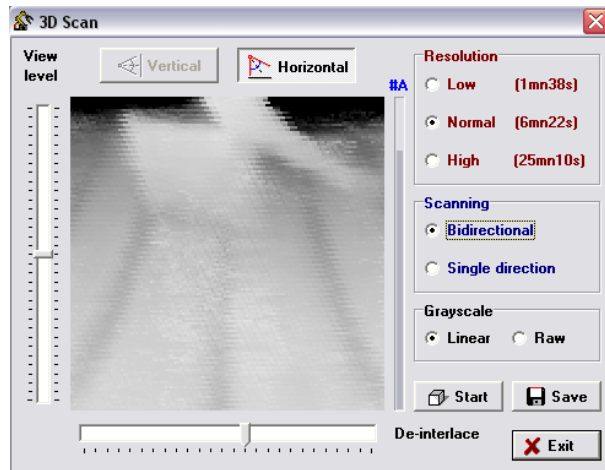 3D Scan
View
level
Vertical
Horizontal
#A
Resolution
Low (1mn38s)
Normal (6mn22s)
High (25mn10s)
Scanning
Bidirectional
Single direction
Grayscale
Linear Raw
Start Save
De-interlace
Exit